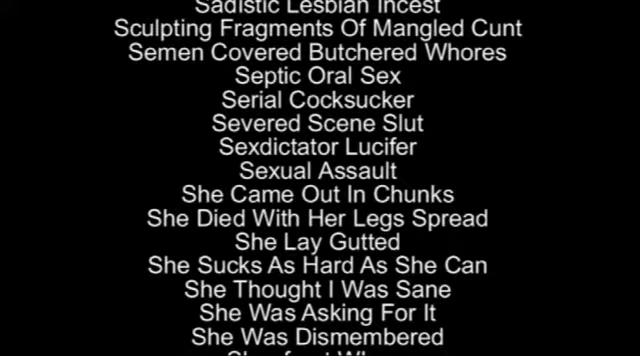 Sadistic Lesbian Incest
Sculpting Fragments Of Mangled Cunt
Semen Covered Butchered Whores
Septic Oral Sex
Serial Cocksucker
Severed Scene Slut
Sexdictator Lucifer
Sexual Assault
She Came Out In Chunks
She Died With Her Legs Spread
She Lay Gutted
She Sucks As Hard As She Can
She Thought I Was Sane
She Was Asking For It
She Was Dismembered